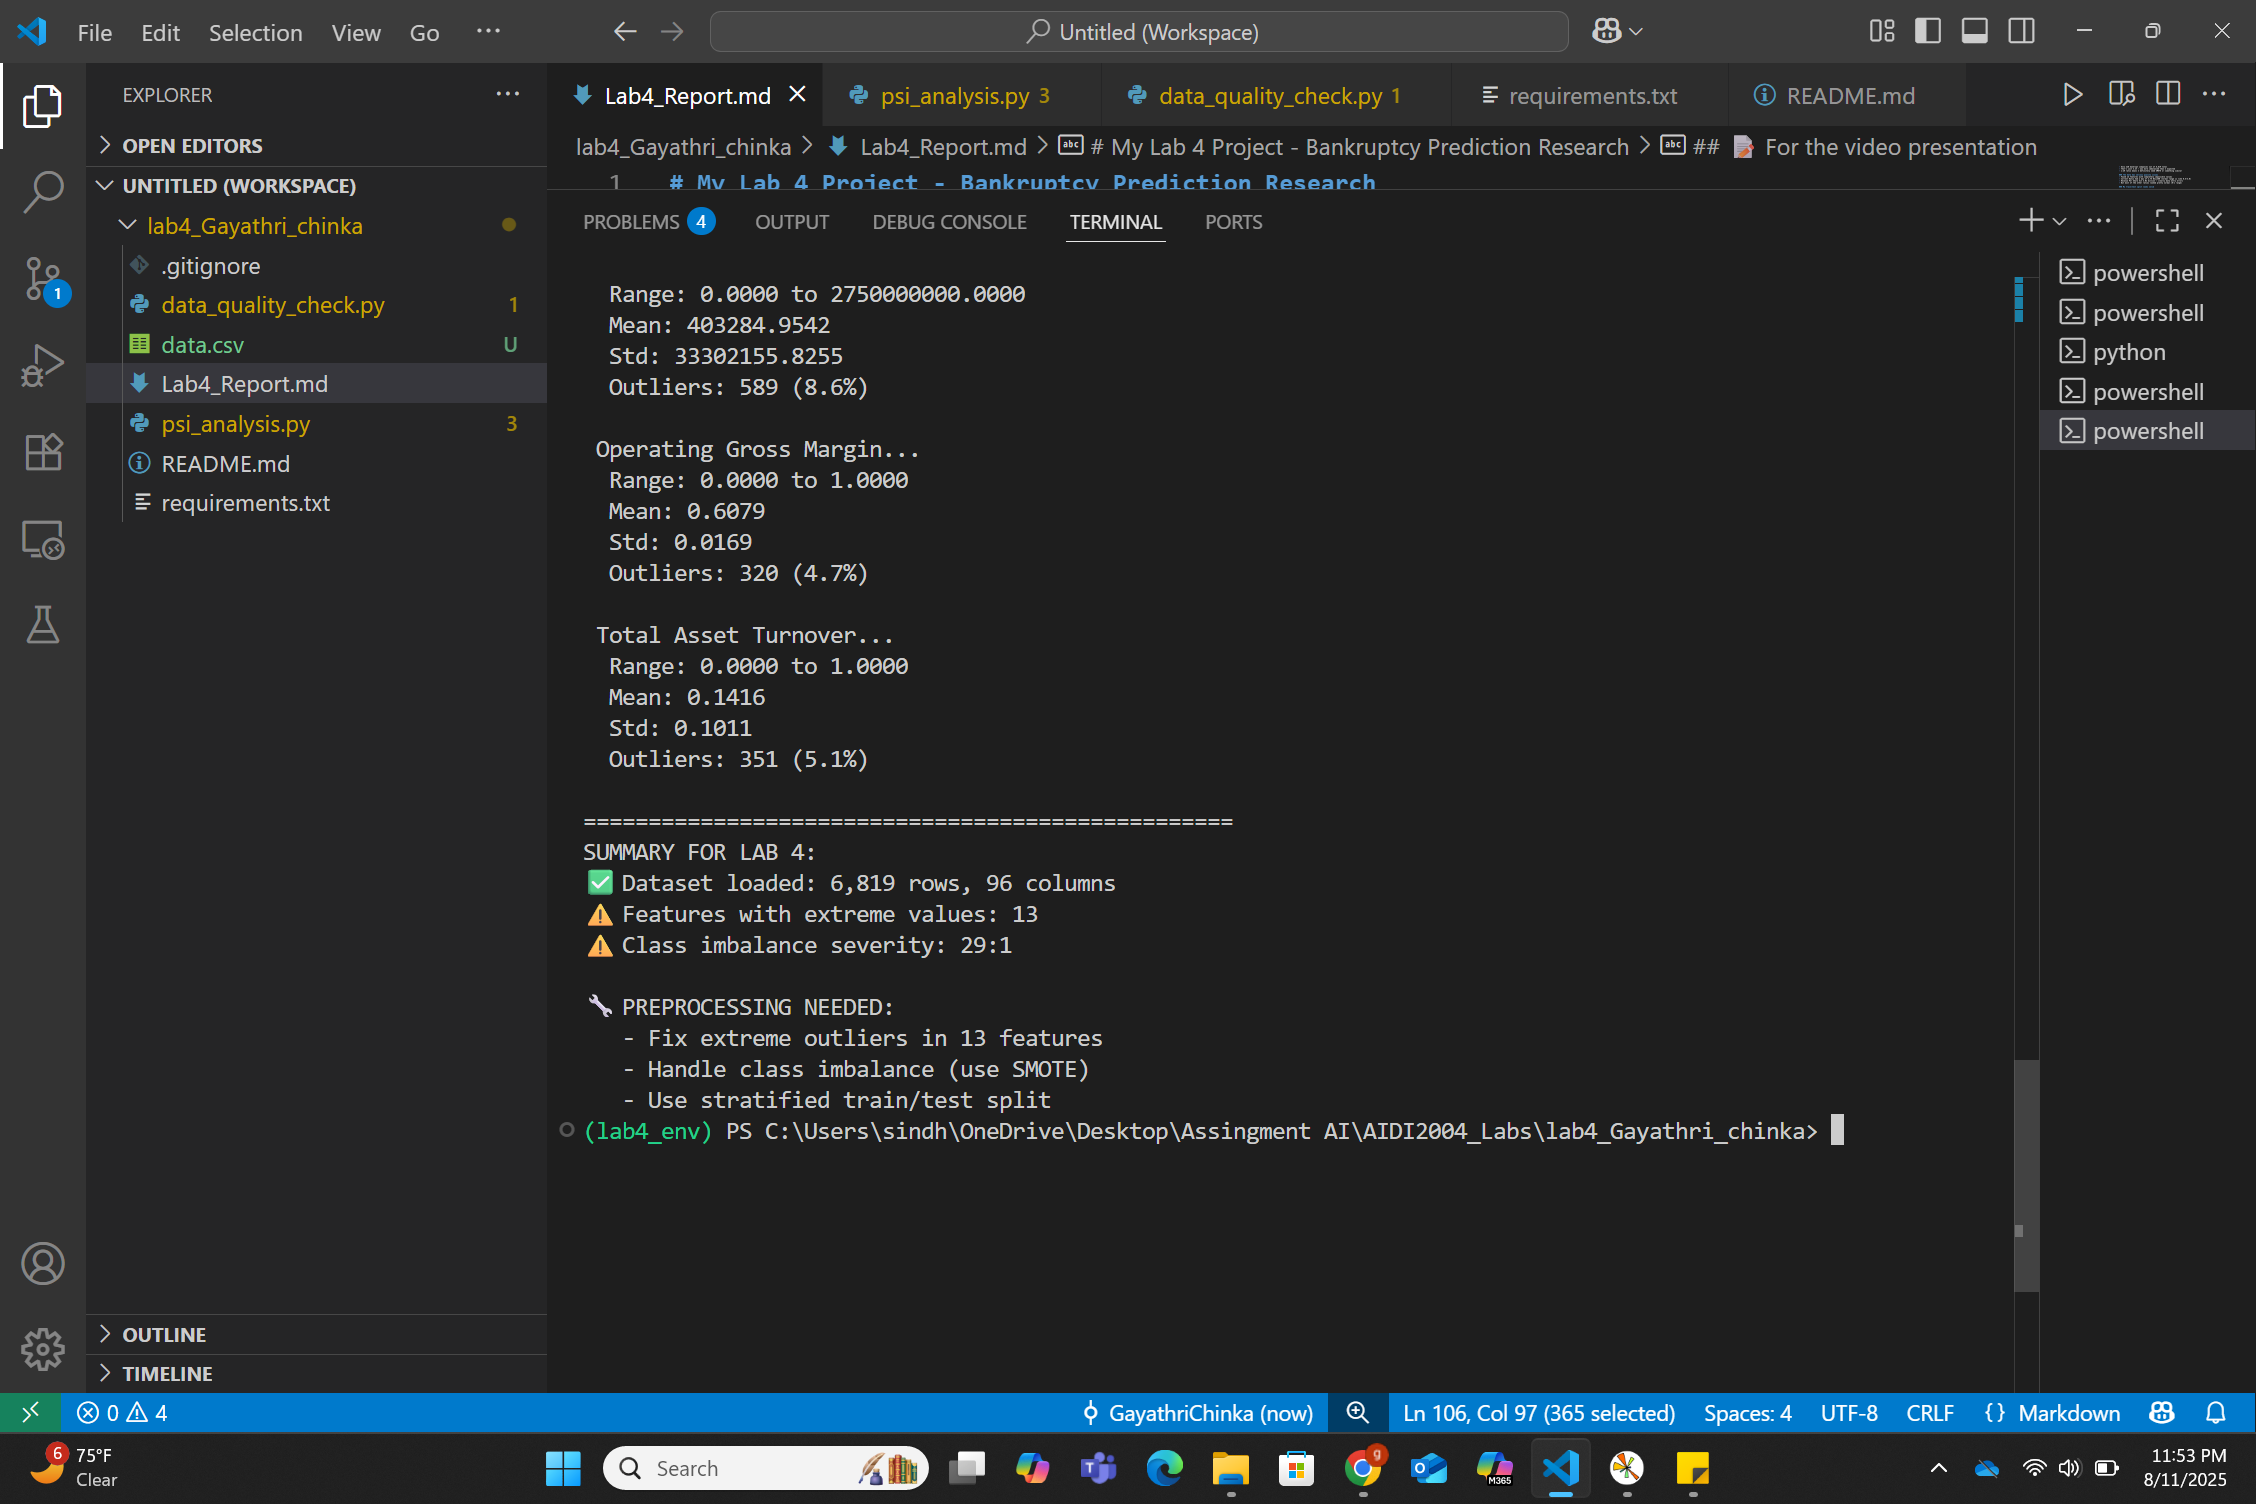 File Edit Selection View Go ...
Untitled (Workspace)
EXPLORER
OPEN EDITORS
UNTITLED (WORKSPACE)
lab4_Gayathri_chinka
.gitignore
data_quality_check.py 1
data.csv U
Lab4_Report.md
psi_analysis.py 3
README.md
requirements.txt
OUTLINE
TIMELINE
1
Lab4_Report.md psi_analysis.py 3 data_quality_check.py 1 requirements.txt README.md
lab4_Gayathri_chinka > Lab4_Report.md > abc # My Lab 4 Project - Bankruptcy Prediction Research > abc ## 📝 For the video presentation
1 # My Lab 4 Project - Bankruptcy Prediction Research
PROBLEMS 4 OUTPUT DEBUG CONSOLE TERMINAL PORTS
Range: 0.0000 to 2750000000.0000
Mean: 403284.9542
Std: 33302155.8255
Outliers: 589 (8.6%)
Operating Gross Margin...
Range: 0.0000 to 1.0000
Mean: 0.6079
Std: 0.0169
Outliers: 320 (4.7%)
Total Asset Turnover...
Range: 0.0000 to 1.0000
Mean: 0.1416
Std: 0.1011
Outliers: 351 (5.1%)
==================================================
SUMMARY FOR LAB 4:
✅ Dataset loaded: 6,819 rows, 96 columns
⚠️ Features with extreme values: 13
⚠️ Class imbalance severity: 29:1
🔧 PREPROCESSING NEEDED:
- Fix extreme outliers in 13 features
- Handle class imbalance (use SMOTE)
- Use stratified train/test split
(lab4_env) PS C:\Users\sindh\OneDrive\Desktop\Assingment AI\AIDI2004_Labs\lab4_Gayathri_chinka>
powershell
powershell
python
powershell
powershell
0 4 GayathriChinka (now) Ln 106, Col 97 (365 selected) Spaces: 4 UTF-8 CRLF {} Markdown
6
75°F
Clear
Search
g
M365
11:53 PM
8/11/2025